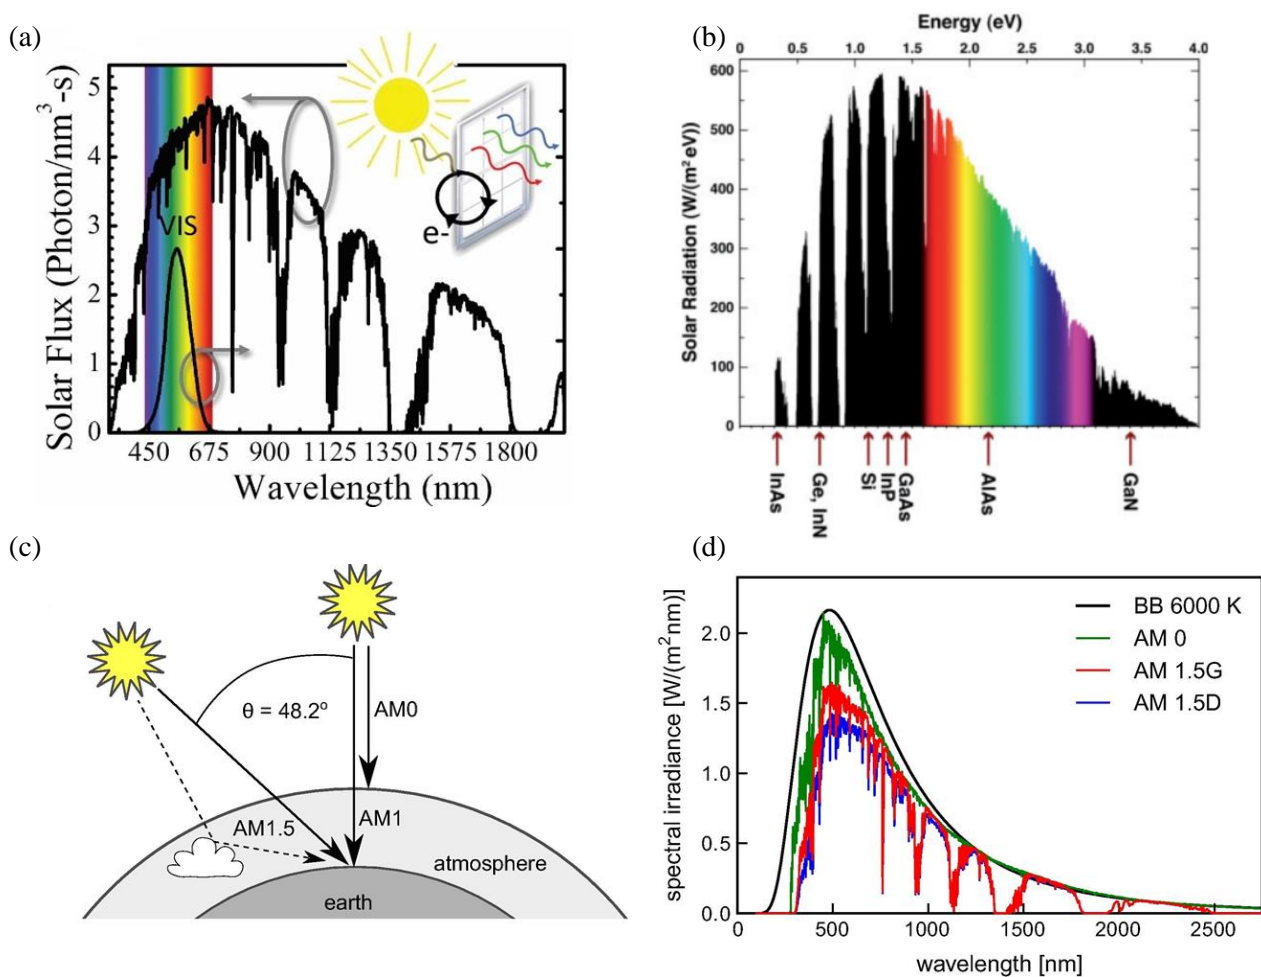 (a)
Solar Flux (Photon/nm³-s)
5
4
3
2
1
0
VIS
e-
450 675 900 1125 1350 1575 1800
Wavelength (nm)
(b)
Energy (eV)
0 0.5 1.0 1.5 2.0 2.5 3.0 4.0
Solar Radiation (W/(m² eV))
600
500
400
300
200
100
0
InAs
Ge, InN
Si
InP
GaAs
AlAs
GaN
(c)
θ = 48.2°
AM0
AM1.5
AM1
atmosphere
earth
(d)
spectral irradiance [W/(m²nm)]
2.0
1.5
1.0
0.5
0.0
BB 6000 K
AM 0
AM 1.5G
AM 1.5D
0 500 1000 1500 2000 2500
wavelength [nm]